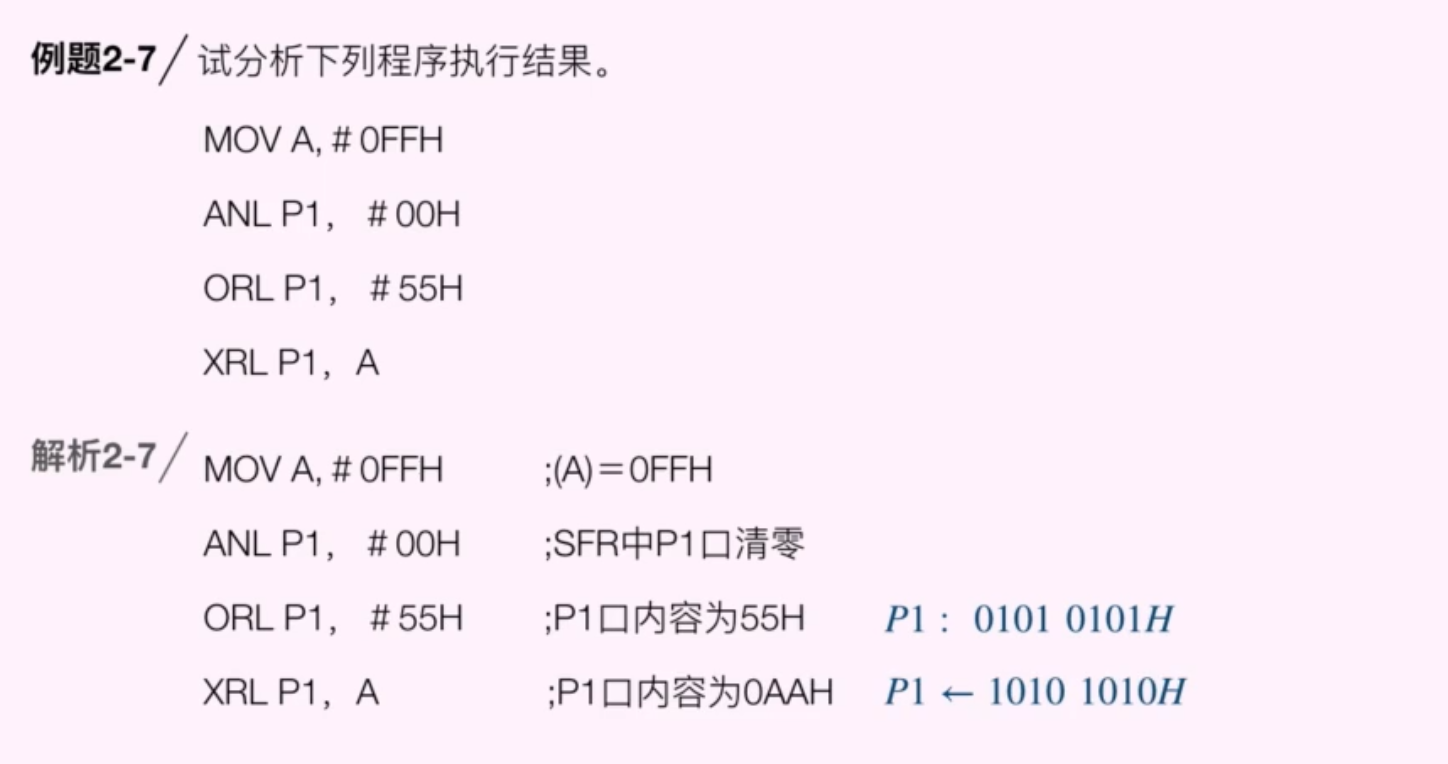 例题2-7/ 试分析下列程序执行结果。
MOV A, # 0FFH
ANL P1， # 00H
ORL P1， # 55H
XRL P1，A
解析2-7/ MOV A, # 0FFH ;(A)＝0FFH
ANL P1， # 00H ;SFR中P1口清零
ORL P1， # 55H ;P1口内容为55H P1 : 0101 0101H
XRL P1，A ;P1口内容为0AAH P1 ← 1010 1010H